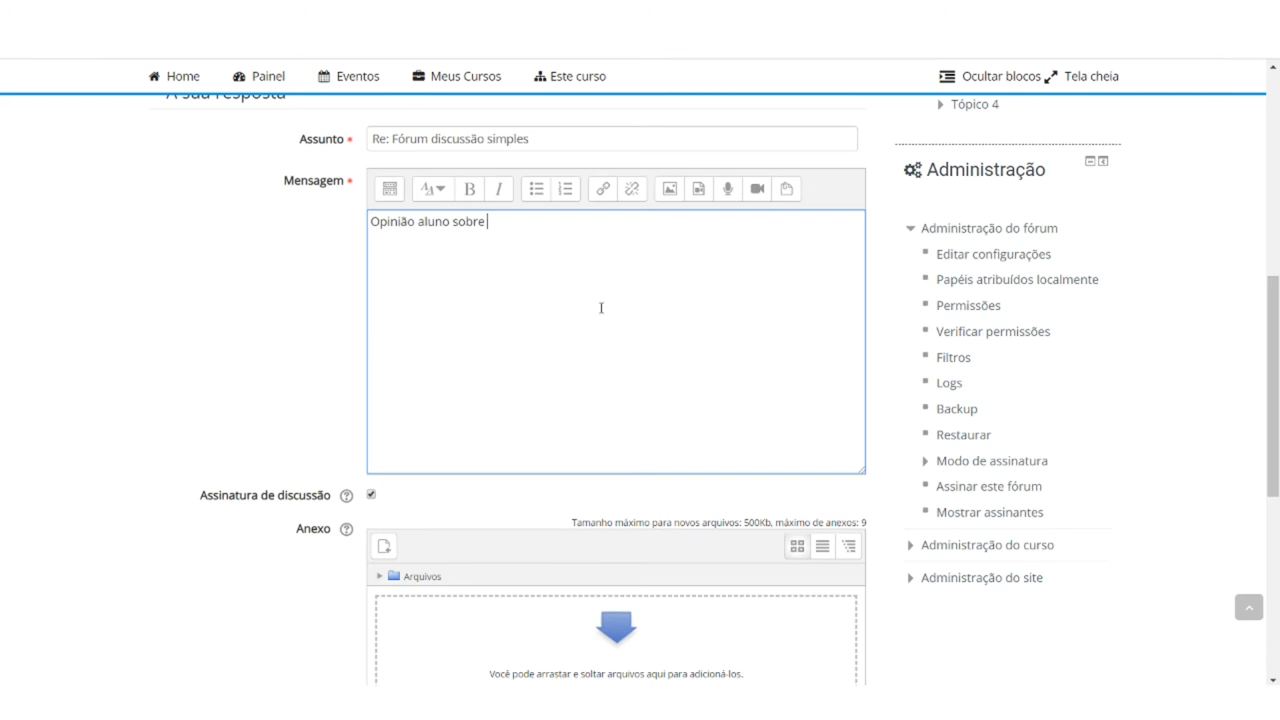 Home Painel Eventos Meus Cursos Este curso Ocultar blocos Tela cheia
A sua resposta
Tópico 4
Assunto * Re: Fórum discussão simples
Administração
Mensagem *
Opinião aluno sobre
Administração do fórum
Editar configurações
Papéis atribuídos localmente
Permissões
Verificar permissões
Filtros
Logs
Backup
Restaurar
Modo de assinatura
Assinar este fórum
Mostrar assinantes
Administração do curso
Administração do site
Assinatura de discussão
Anexo Tamanho máximo para novos arquivos: 500Kb, máximo de anexos: 9
Arquivos
Você pode arrastar e soltar arquivos aqui para adicioná-los.